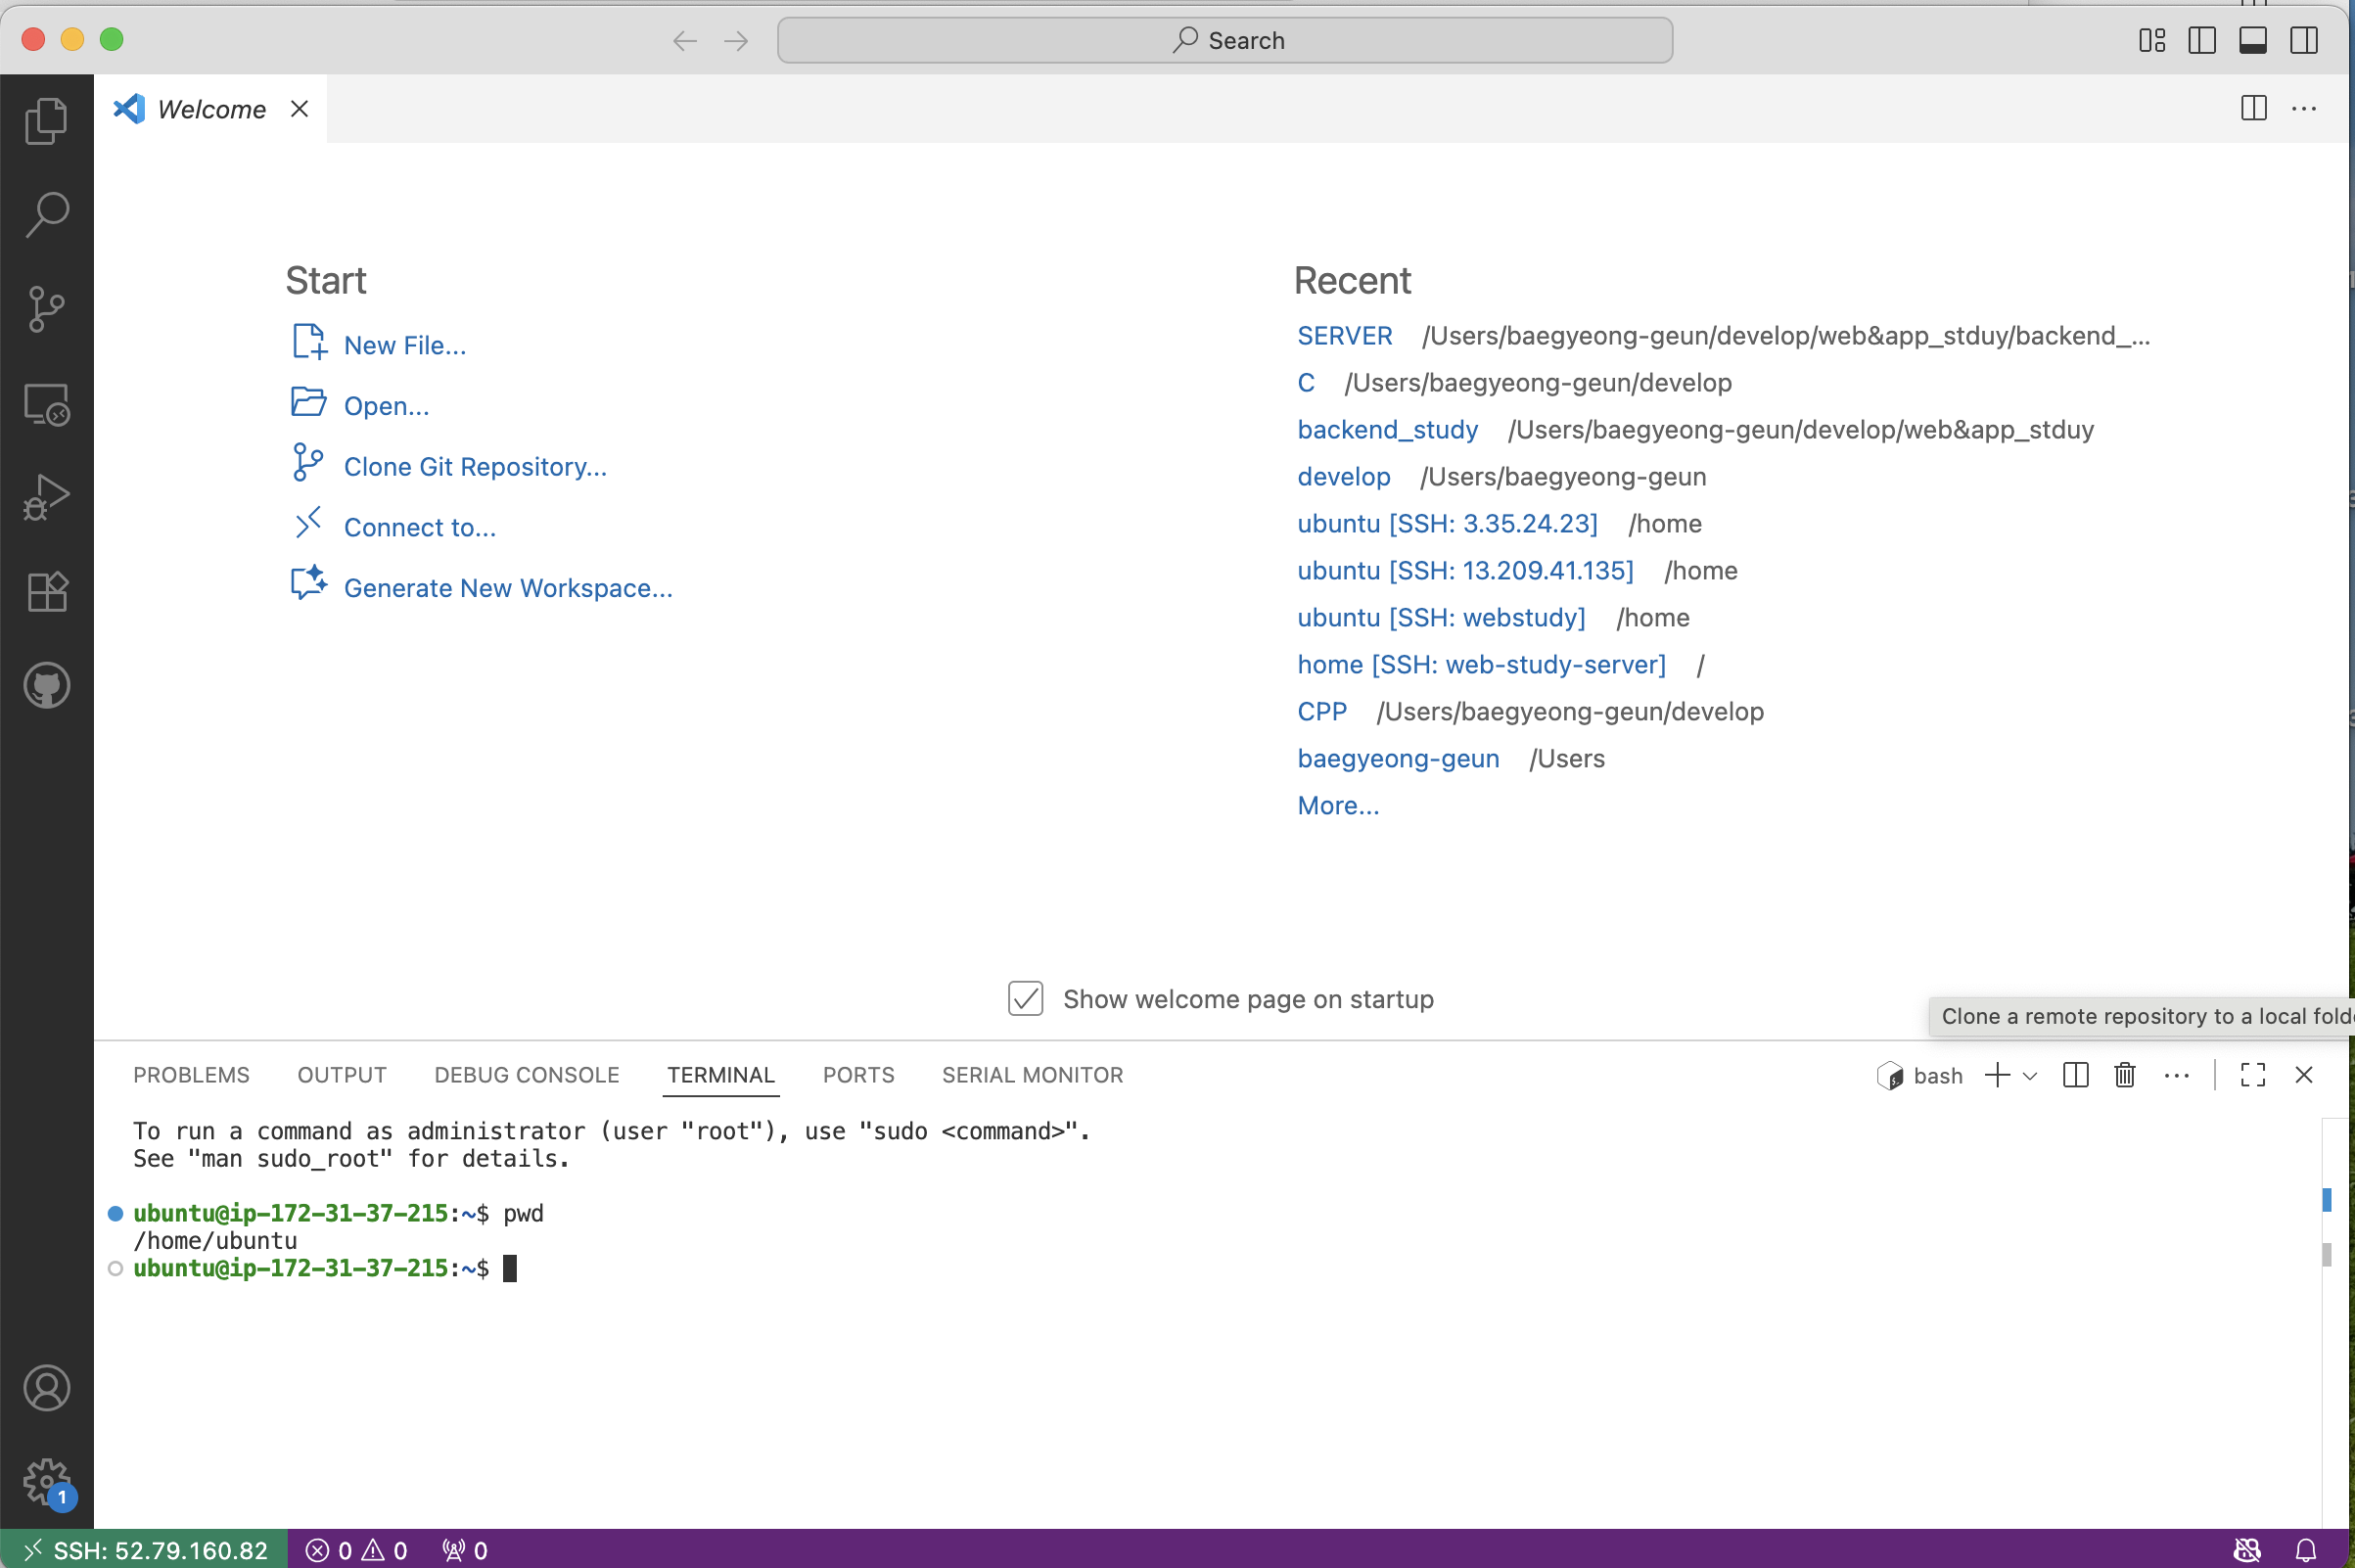 Search
Welcome
Start
New File...
Open...
Clone Git Repository...
Connect to...
Generate New Workspace...
Recent
SERVER /Users/baegyeong-geun/develop/web&app_stduy/backend_...
C /Users/baegyeong-geun/develop
backend_study /Users/baegyeong-geun/develop/web&app_stduy
develop /Users/baegyeong-geun
ubuntu [SSH: 3.35.24.23] /home
ubuntu [SSH: 13.209.41.135] /home
ubuntu [SSH: webstudy] /home
home [SSH: web-study-server] /
CPP /Users/baegyeong-geun/develop
baegyeong-geun /Users
More...
Show welcome page on startup
Clone a remote repository to a local
PROBLEMS OUTPUT DEBUG CONSOLE TERMINAL PORTS SERIAL MONITOR bash
To run a command as administrator (user "root"), use "sudo <command>".
See "man sudo_root" for details.
ubuntu@ip-172-31-37-215:~$ pwd
/home/ubuntu
ubuntu@ip-172-31-37-215:~$
1
SSH: 52.79.160.82 0 0 0